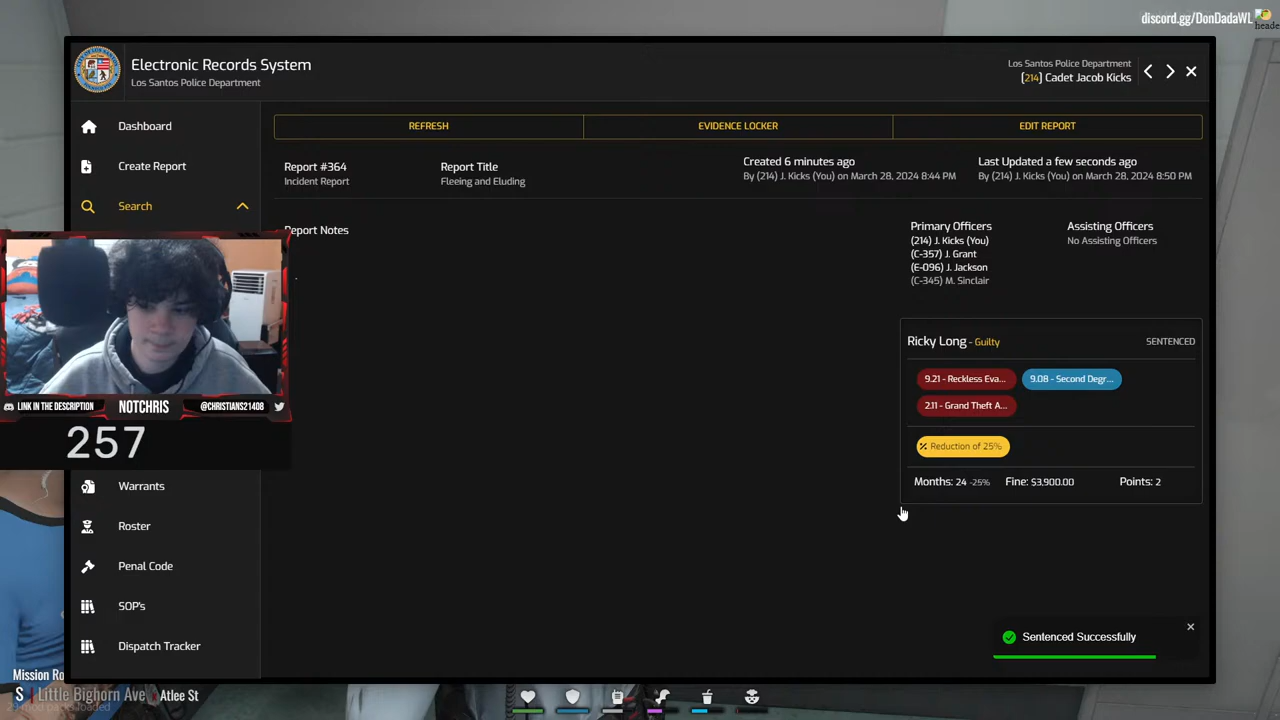 discord.gg/DonDadaWL
heade
Electronic Records System
Los Santos Police Department
Los Santos Police Department
[214] Cadet Jacob Kicks
Dashboard
Create Report
Search
REFRESH
EVIDENCE LOCKER
EDIT REPORT
Report #364
Incident Report
Report Title
Fleeing and Eluding
Created 6 minutes ago
By (214) J. Kicks (You) on March 28, 2024 8:44 PM
Last Updated a few seconds ago
By (214) J. Kicks (You) on March 28, 2024 8:50 PM
Report Notes
.
Primary Officers
(214) J. Kicks (You)
(C-357) J. Grant
(E-096) J. Jackson
(C-345) M. Sinclair
Assisting Officers
No Assisting Officers
Ricky Long - Guilty
SENTENCED
9.21 - Reckless Eva...
9.08 - Second Degr...
2.11 - Grand Theft A...
Reduction of 25%
Months: 24 -25%
Fine: $3,900.00
Points: 2
LINK IN THE DESCRIPTION
NOTCHRIS
@CHRISTIANS21408
257
Warrants
Roster
Penal Code
SOP's
Dispatch Tracker
Sentenced Successfully
Mission Ro
S Little Bighorn Ave Atlee St
mod packs loaded